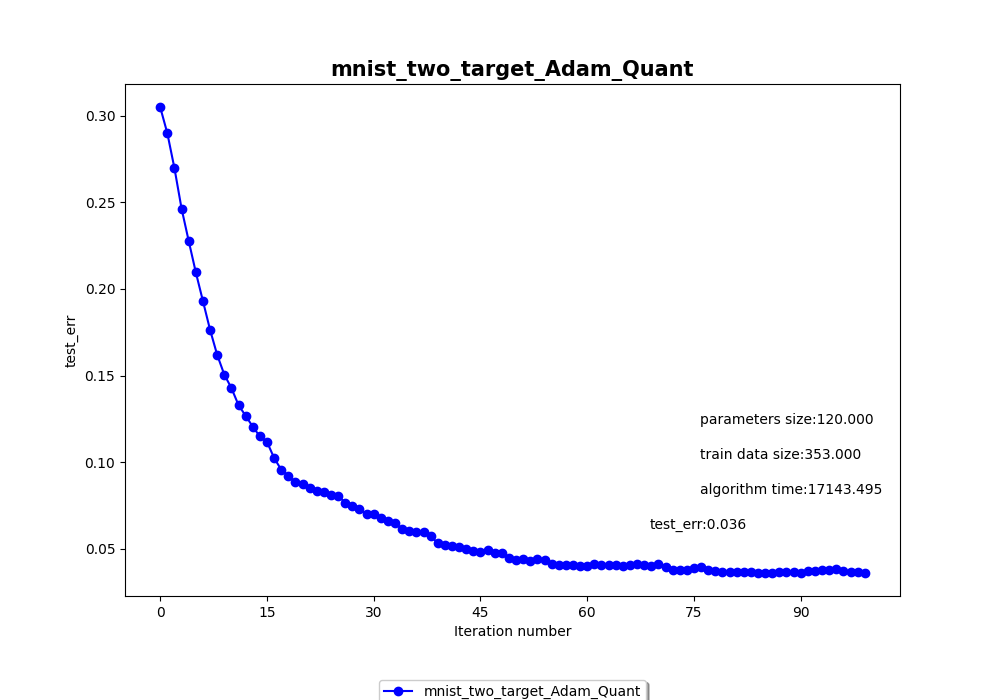 mnist_two_target_Adam_Quant
0.30
0.25
0.20
0.15
0.10
0.05
test_err
parameters size:120.000
train data size:353.000
algorithm time:17143.495
test_err:0.036
0 15 30 45 60 75 90
Iteration number
mnist_two_target_Adam_Quant